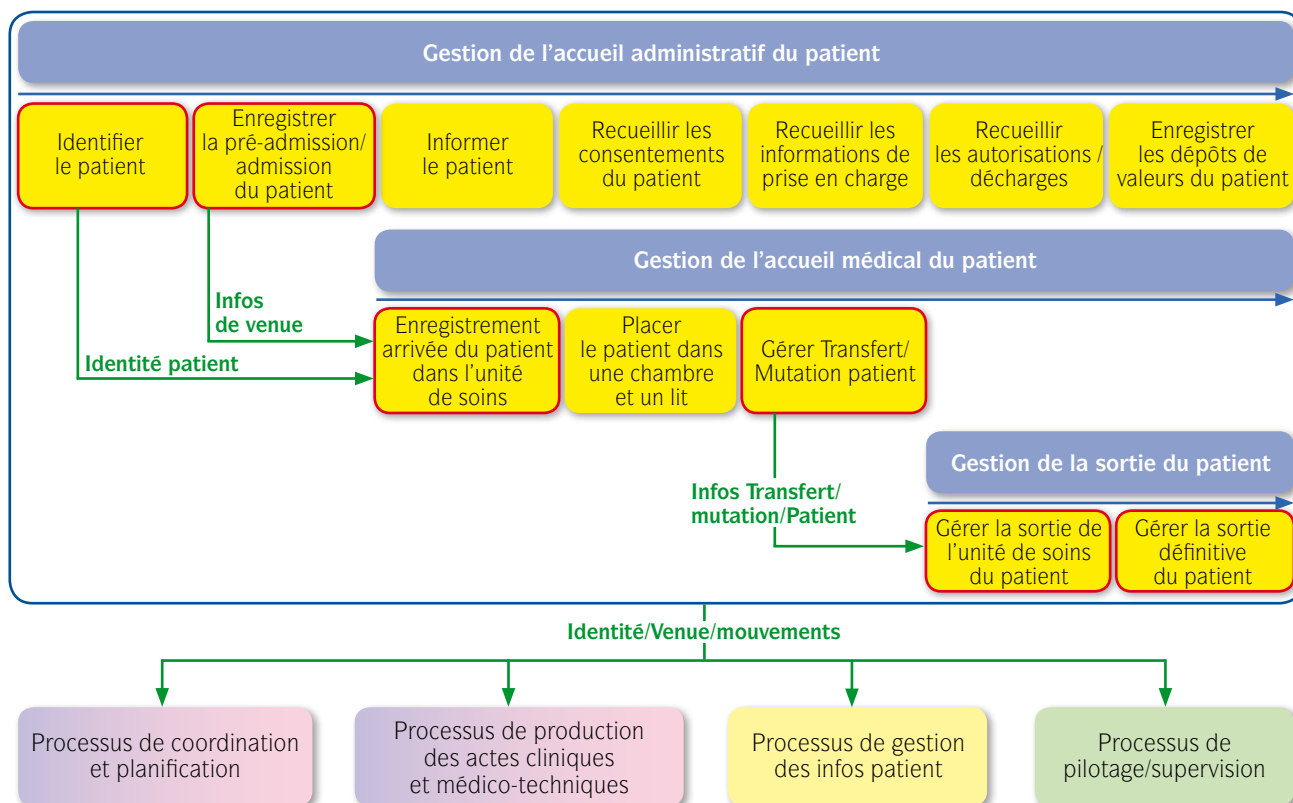 Gestion de l’accueil administratif du patient
Identifier
le patient
Enregistrer
la pré-admission/
admission
du patient
Informer
le patient
Recueillir les
consentements
du patient
Recueillir les
informations de
prise en charge
Recueillir
les autorisations /
décharges
Enregistrer
les dépôts de
valeurs du patient
Gestion de l’accueil médical du patient
Infos
de venue
Identité patient
Enregistrement
arrivée du patient
dans l’unité
de soins
Placer
le patient dans
une chambre
et un lit
Gérer Transfert/
Mutation patient
Gestion de la sortie du patient
Infos Transfert/
mutation/Patient
Gérer la sortie de
l’unité de soins
du patient
Gérer la sortie
définitive
du patient
Identité/Venue/mouvements
Processus de coordination
et planification
Processus de production
des actes cliniques
et médico-techniques
Processus de gestion
des infos patient
Processus de
pilotage/supervision